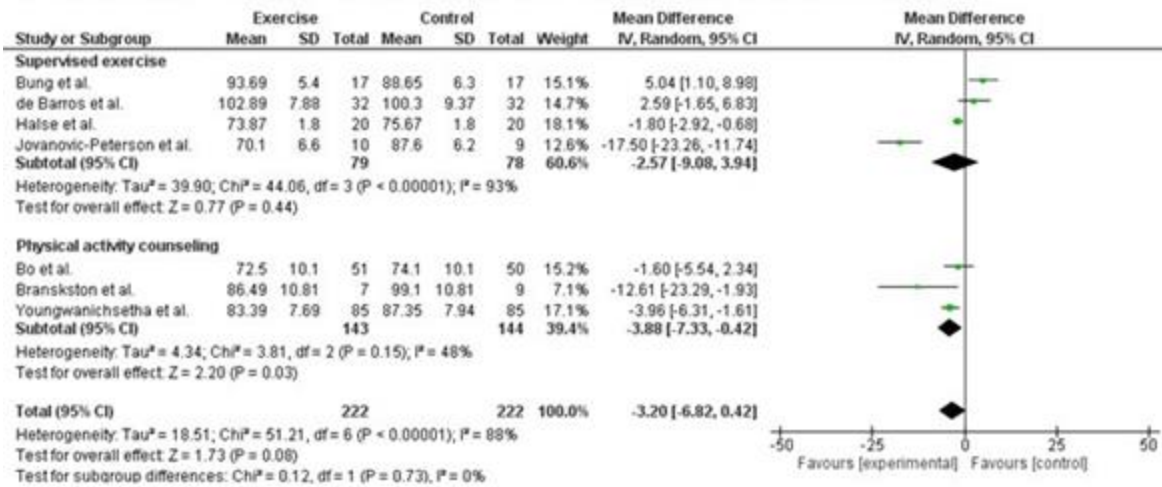 Exercise Control Mean Difference Mean Difference
Study or Subgroup Mean SD Total Mean SD Total Weight IV, Random, 95% CI IV, Random, 95% CI
Supervised exercise
Bung et al. 93.69 5.4 17 88.65 6.3 17 15.1% 5.04 [1.10, 8.98]
de Barros et al. 102.89 7.88 32 100.3 9.37 32 14.7% 2.59 [-1.65, 6.83]
Halse et al. 73.87 1.8 20 75.67 1.8 20 18.1% -1.80 [-2.92, -0.68]
Jovanovic-Peterson et al. 70.1 6.6 10 87.6 6.2 9 12.6% -17.50 [-23.26, -11.74]
Subtotal (95% CI) 79 78 60.6% -2.57 [-9.08, 3.94]
Heterogeneity: Tau² = 39.90; Chi² = 44.06, df = 3 (P < 0.00001); I² = 93%
Test for overall effect: Z = 0.77 (P = 0.44)
Physical activity counseling
Bo et al. 72.5 10.1 51 74.1 10.1 50 15.2% -1.60 [-5.54, 2.34]
Branskston et al. 86.49 10.81 7 99.1 10.81 9 7.1% -12.61 [-23.29, -1.93]
Youngwanichsetha et al. 83.39 7.69 85 87.35 7.94 85 17.1% -3.96 [-6.31, -1.61]
Subtotal (95% CI) 143 144 39.4% -3.88 [-7.33, -0.42]
Heterogeneity: Tau² = 4.34; Chi² = 3.81, df = 2 (P = 0.15); I² = 48%
Test for overall effect: Z = 2.20 (P = 0.03)
Total (95% CI) 222 222 100.0% -3.20 [-6.82, 0.42]
Heterogeneity: Tau² = 18.51; Chi² = 51.21, df = 6 (P < 0.00001); I² = 88%
Test for overall effect: Z = 1.73 (P = 0.08)
Test for subgroup differences: Chi² = 0.12, df = 1 (P = 0.73), I² = 0%
-50 -25 0 25 50
Favours [experimental] Favours [control]